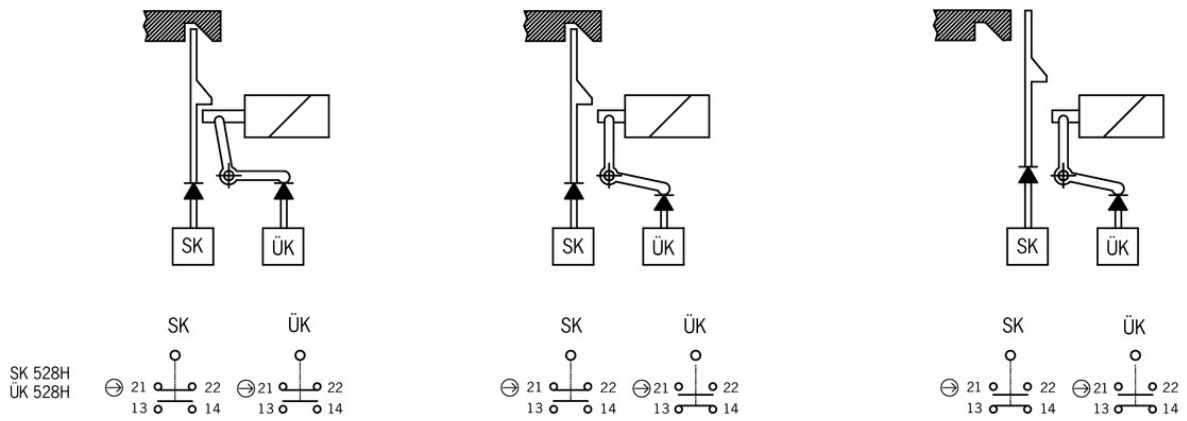 SK ÜK SK ÜK SK ÜK
SK ÜK SK ÜK SK ÜK
SK 528H
ÜK 528H
21 22 21 22 21 22 21 22 21 22 21 22
13 14 13 14 13 14 13 14 13 14 13 14